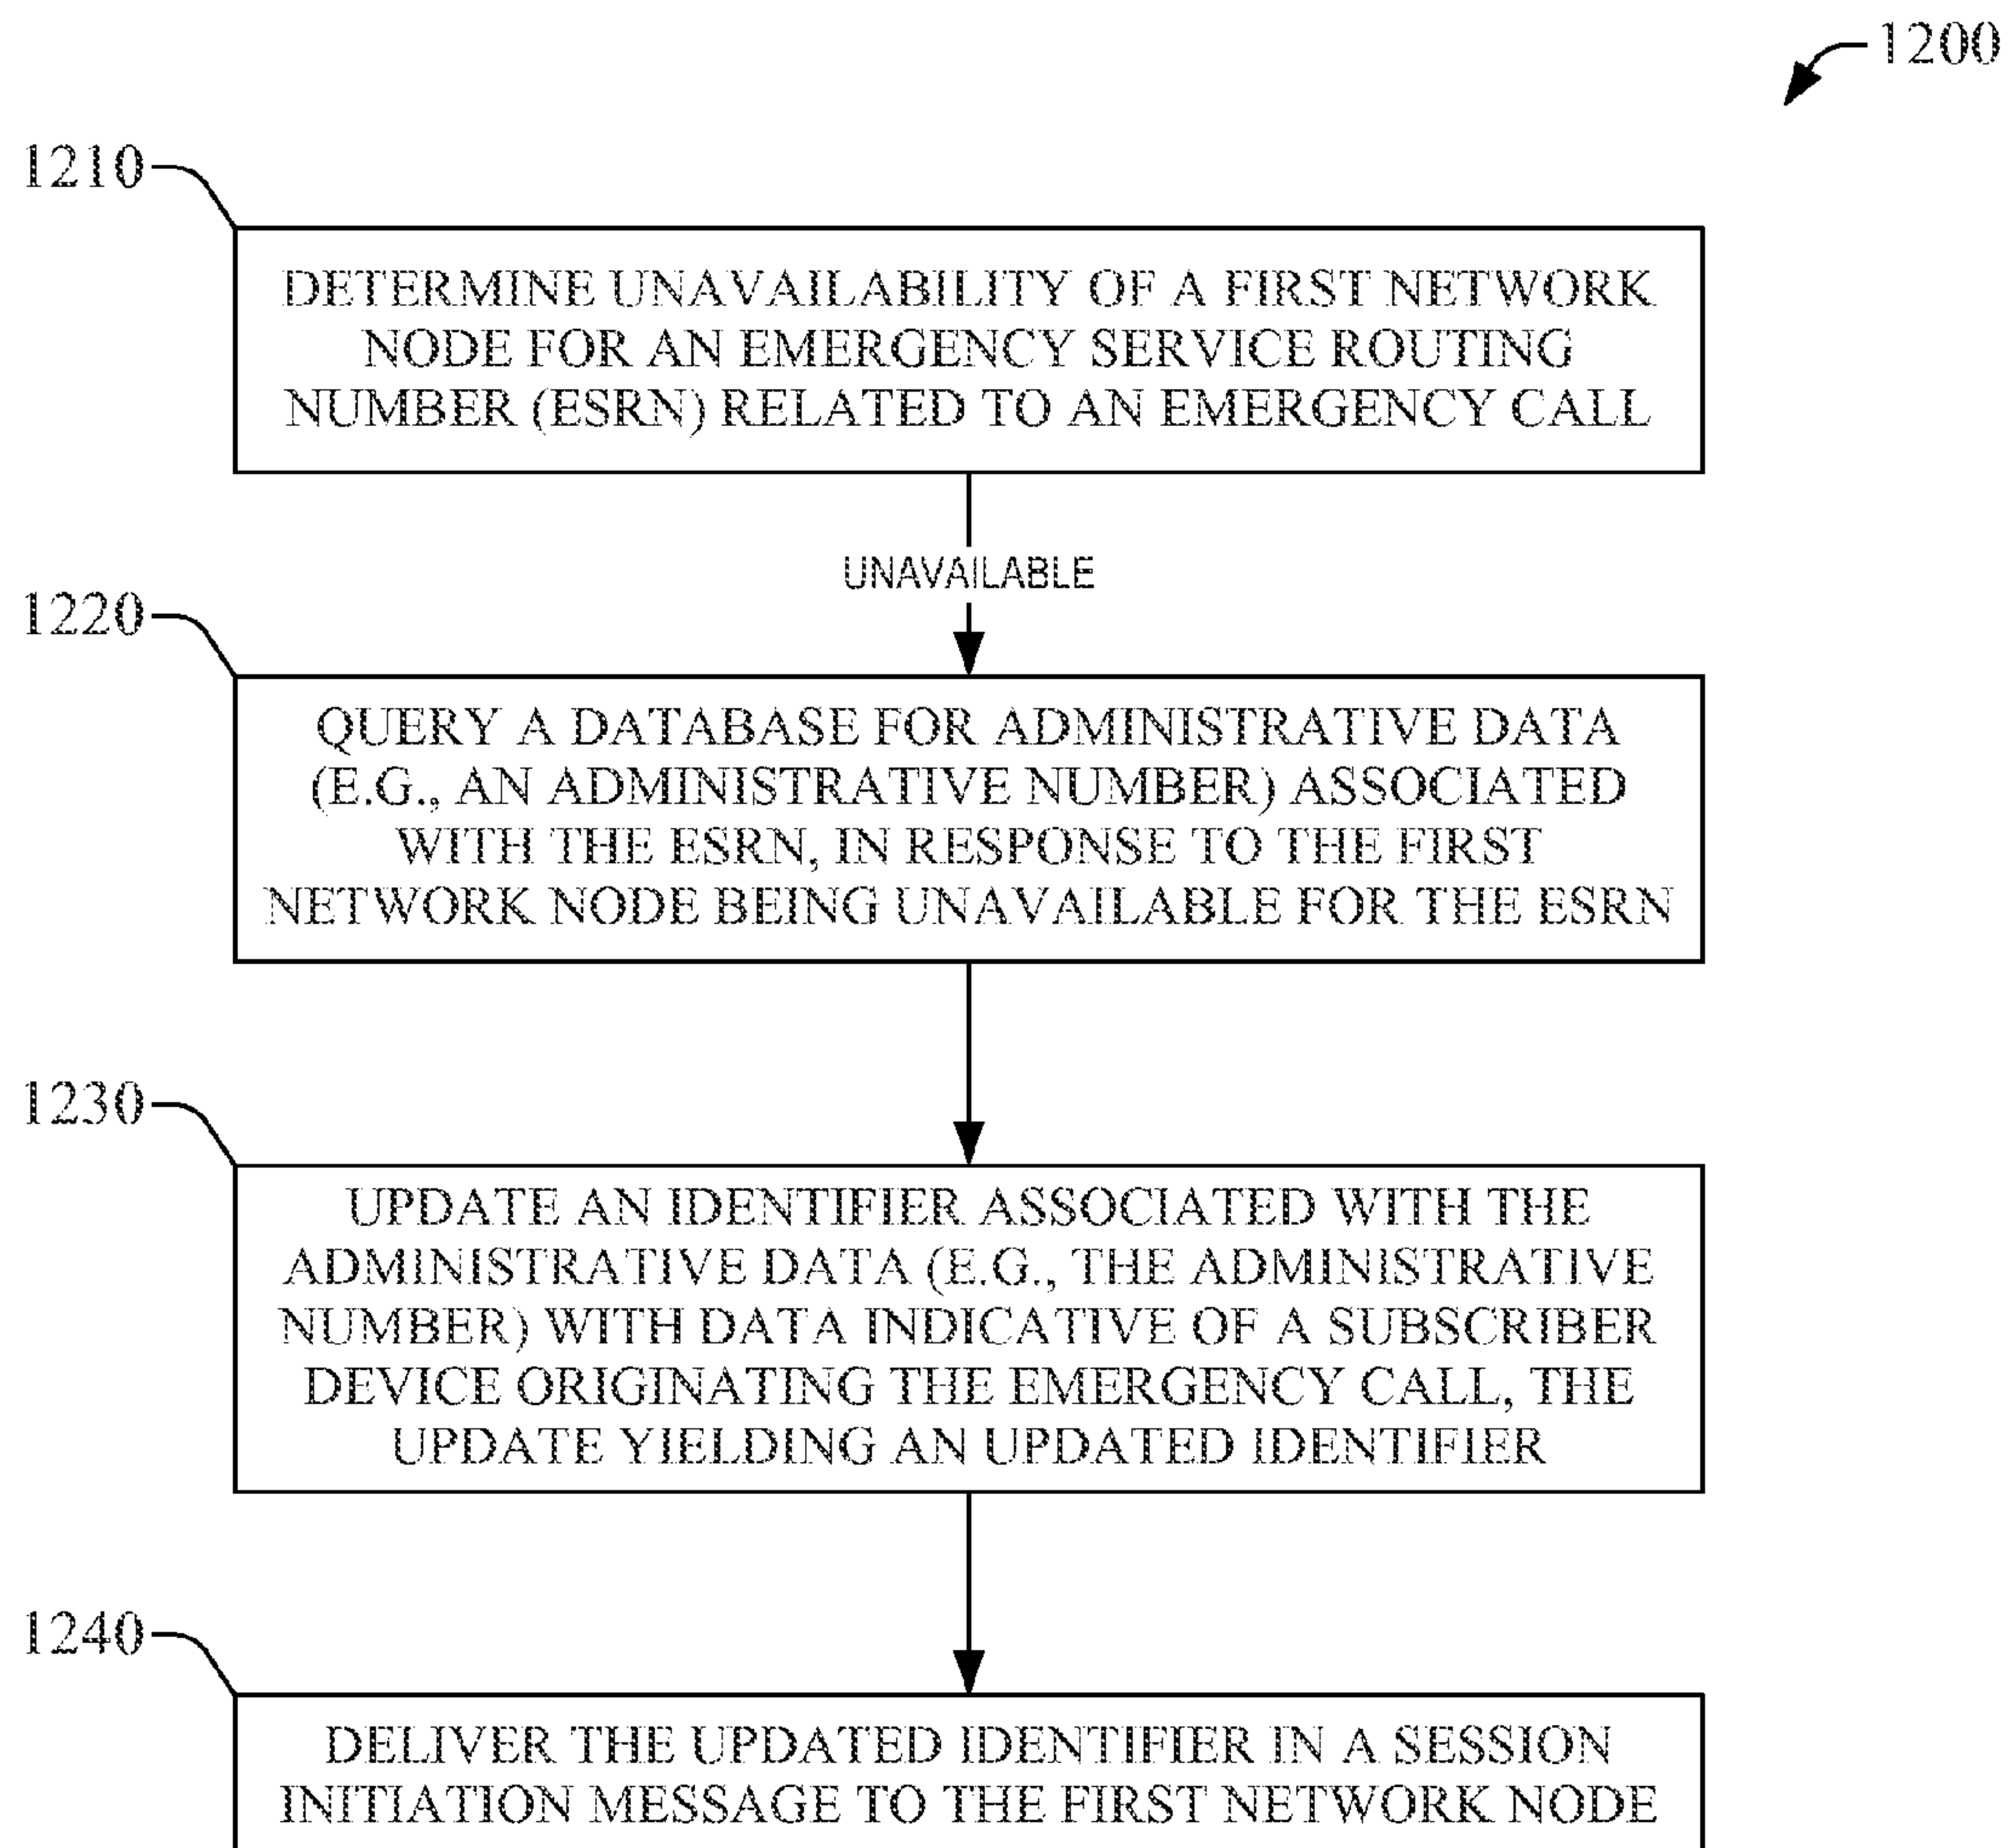 1200
1210
DETERMINE UNAVAILABILITY OF A FIRST NETWORK
NODE FOR AN EMERGENCY SERVICE ROUTING
NUMBER (ESRN) RELATED TO AN EMERGENCY CALL
UNAVAILABLE
1220
QUERY A DATABASE FOR ADMINISTRATIVE DATA
(E.G., AN ADMINISTRATIVE NUMBER) ASSOCIATED
WITH THE ESRN, IN RESPONSE TO THE FIRST
NETWORK NODE BEING UNAVAILABLE FOR THE ESRN
1230
UPDATE AN IDENTIFIER ASSOCIATED WITH THE
ADMINISTRATIVE DATA (E.G., THE ADMINISTRATIVE
NUMBER) WITH DATA INDICATIVE OF A SUBSCRIBER
DEVICE ORIGINATING THE EMERGENCY CALL, THE
UPDATE YIELDING AN UPDATED IDENTIFIER
1240
DELIVER THE UPDATED IDENTIFIER IN A SESSION
INITIATION MESSAGE TO THE FIRST NETWORK NODE